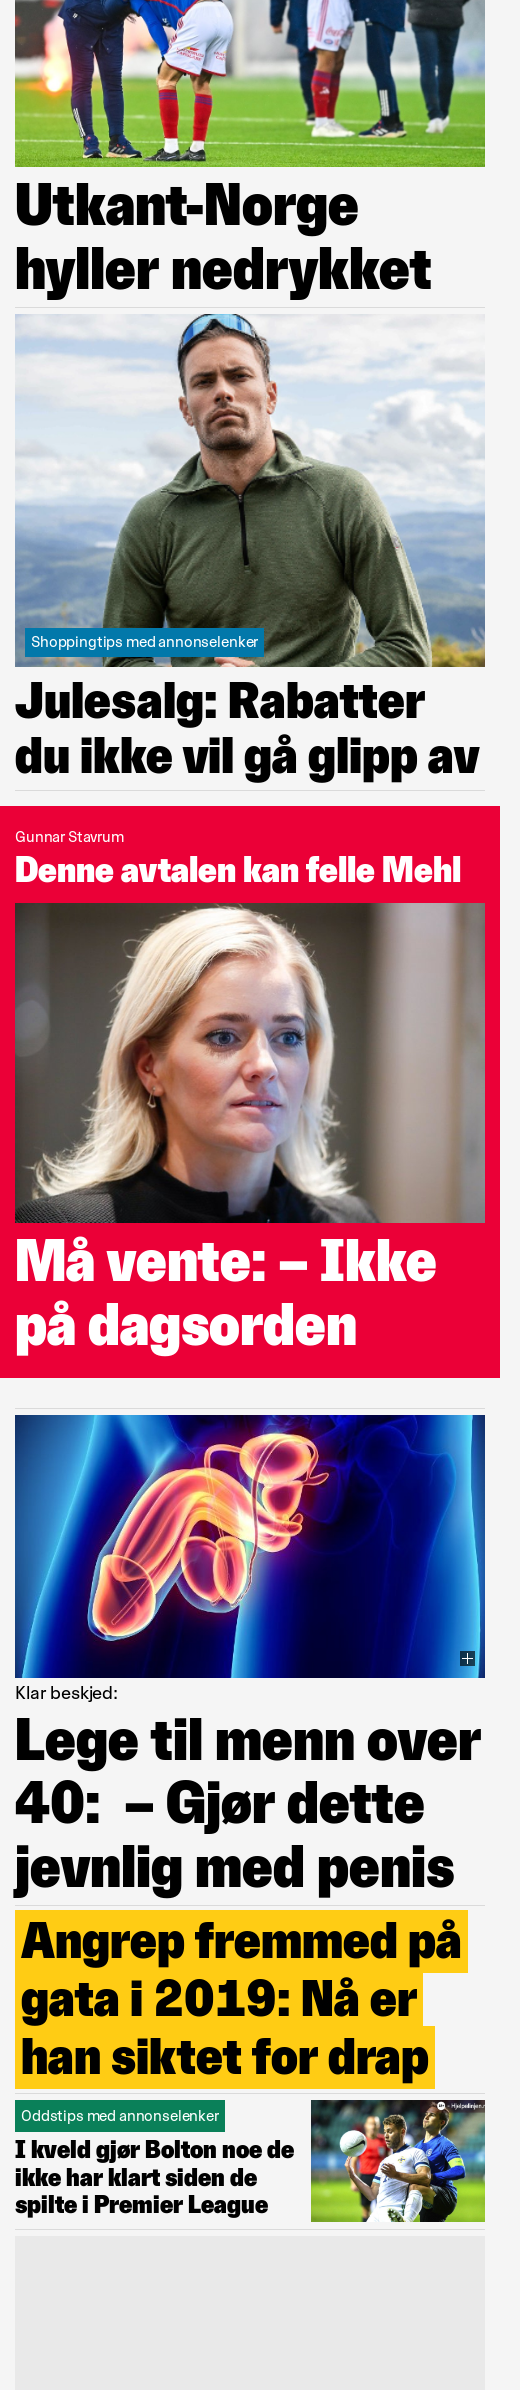 Utkant-Norge
hyller nedrykket
Shoppingtips med annonselenker
Julesalg: Rabatter
du ikke vil gå glipp av
Gunnar Stavrum
Denne avtalen kan felle Mehl
Må vente: – Ikke
på dagsorden
Klar beskjed:
Lege til menn over
40:  – Gjør dette
jevnlig med penis
Angrep fremmed på
gata i 2019: Nå er
han siktet for drap
Oddstips med annonselenker
I kveld gjør Bolton noe de
ikke har klart siden de
spilte i Premier League